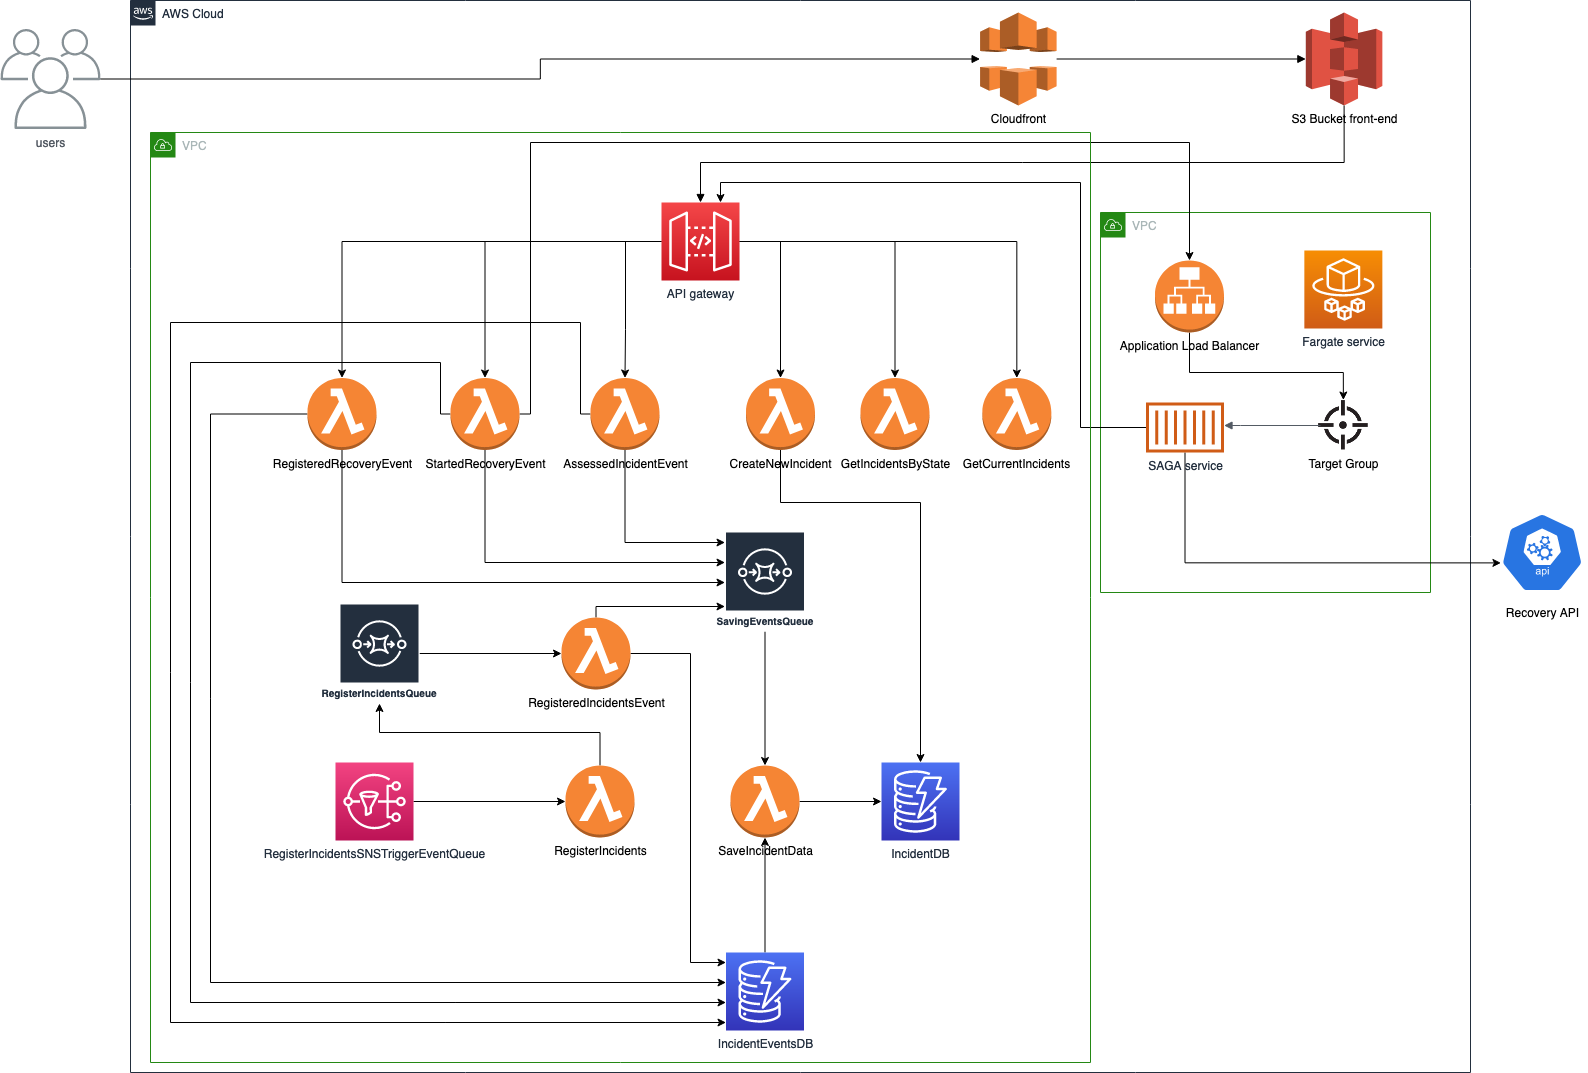 aws
AWS Cloud
users
Cloudfront
S3 Bucket front-end
VPC
VPC
</>
API gateway
Application Load Balancer
Fargate service
RegisteredRecoveryEvent
StartedRecoveryEvent
AssessedIncidentEvent
CreateNewIncident
GetIncidentsByState
GetCurrentIncidents
SAGA service
Target Group
api
Recovery API
SavingEventsQueue
RegisterIncidentsQueue
RegisteredIncidentsEvent
RegisterIncidentsSNSTriggerEventQueue
RegisterIncidents
SaveIncidentData
IncidentDB
IncidentEventsDB